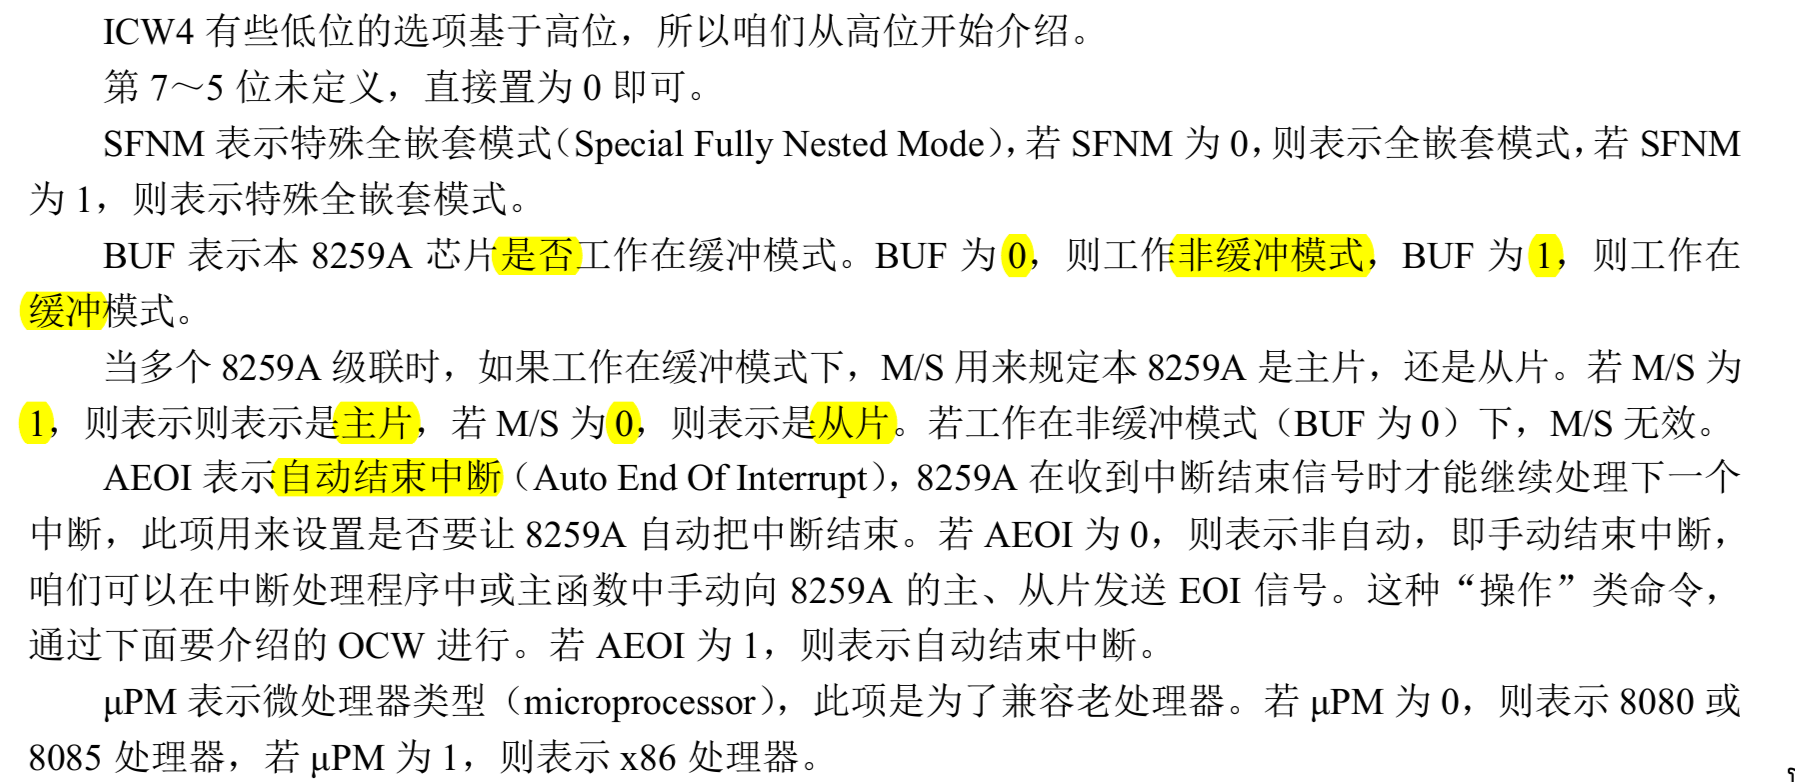 ICW4 有些低位的选项基于高位，所以咱们从高位开始介绍。
第 7～5 位未定义，直接置为 0 即可。
SFNM 表示特殊全嵌套模式（Special Fully Nested Mode），若 SFNM 为 0，则表示全嵌套模式，若 SFNM
为 1，则表示特殊全嵌套模式。
BUF 表示本 8259A 芯片是否工作在缓冲模式。BUF 为 0，则工作非缓冲模式，BUF 为 1，则工作在
缓冲模式。
当多个 8259A 级联时，如果工作在缓冲模式下，M/S 用来规定本 8259A 是主片，还是从片。若 M/S 为
1，则表示则表示是主片，若 M/S 为 0，则表示是从片。若工作在非缓冲模式（BUF 为 0）下，M/S 无效。
AEOI 表示自动结束中断（Auto End Of Interrupt），8259A 在收到中断结束信号时才能继续处理下一个
中断，此项用来设置是否要让 8259A 自动把中断结束。若 AEOI 为 0，则表示非自动，即手动结束中断，
咱们可以在中断处理程序中或主函数中手动向 8259A 的主、从片发送 EOI 信号。这种“操作”类命令，
通过下面要介绍的 OCW 进行。若 AEOI 为 1，则表示自动结束中断。
μPM 表示微处理器类型（microprocessor），此项是为了兼容老处理器。若 μPM 为 0，则表示 8080 或
8085 处理器，若 μPM 为 1，则表示 x86 处理器。